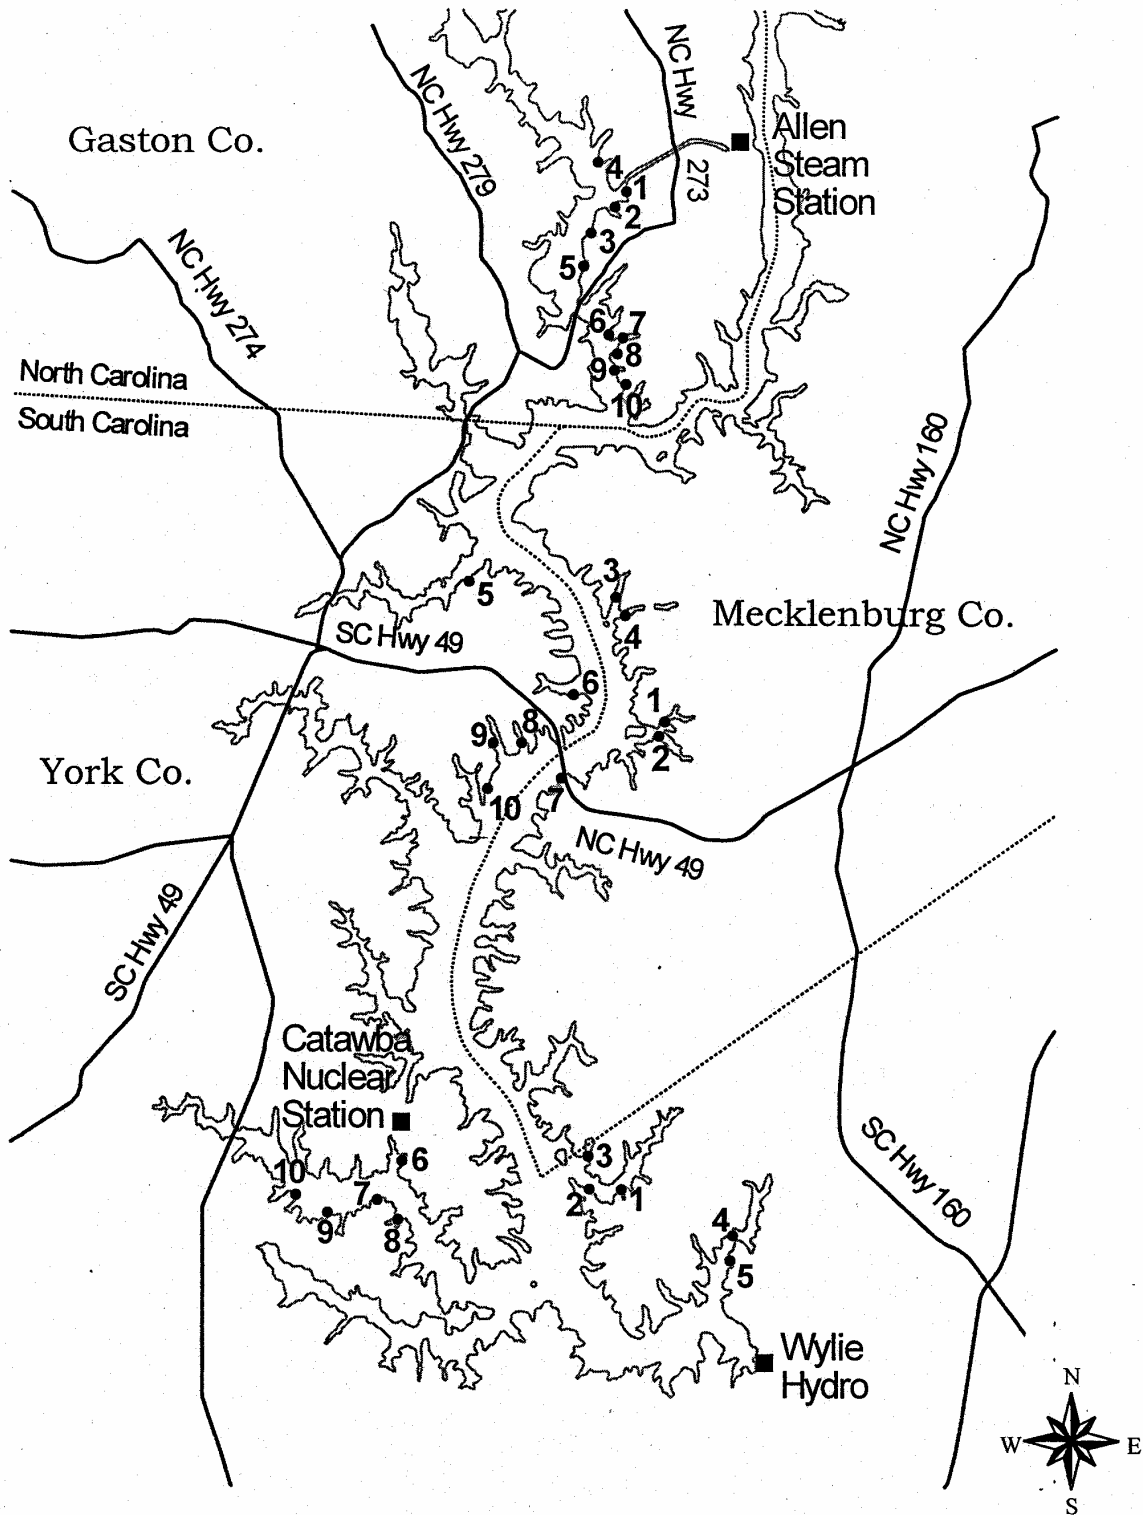 NC Hwy
273
NC Hwy 279
Gaston Co.
Allen
Steam
Station
4
1
2
3
5
NC Hwy 274
6
7
8
9
10
North Carolina
South Carolina
NC Hwy 160
3
5
4
Mecklenburg Co.
SC Hwy 49
6
1
8
9
2
York Co.
7
10
NC Hwy 49
SC Hwy 49
Catawba
Nuclear
Station
SC Hwy 160
3
6
10
7
2
1
9
8
4
5
Wylie
Hydro
N
W
E
S